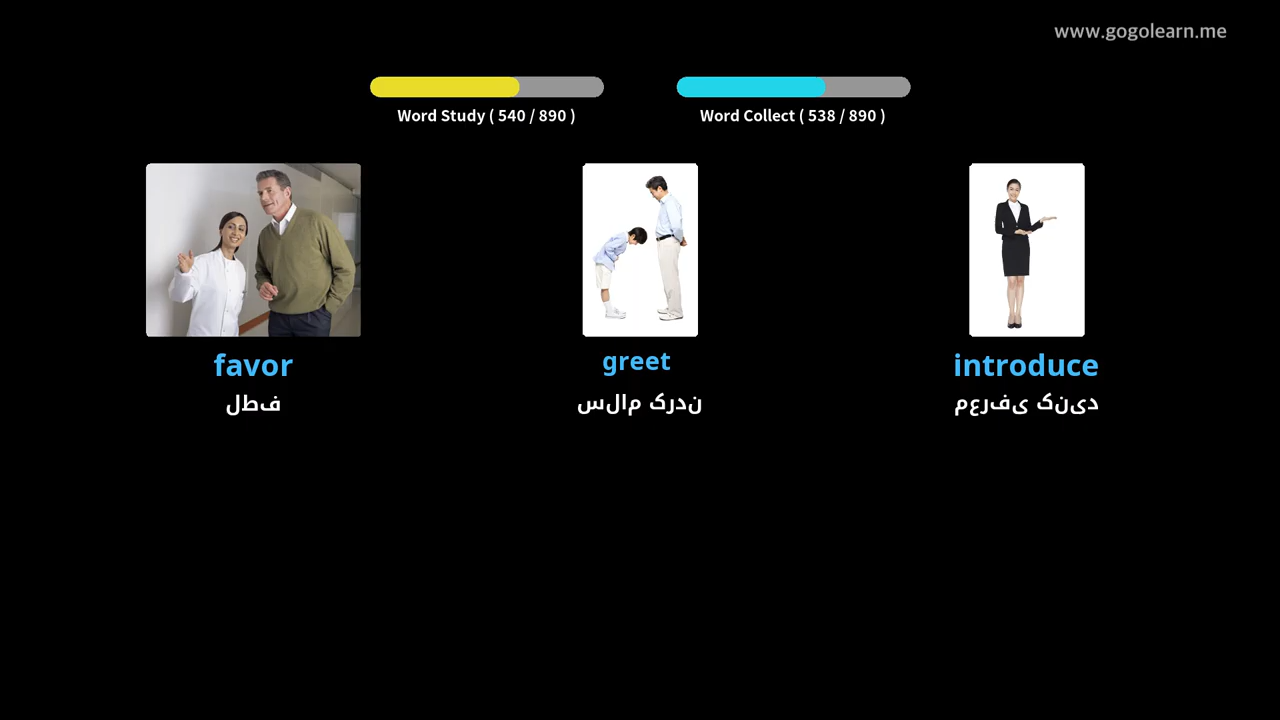 www.gogolearn.me
Word Study ( 540 / 890 )
Word Collect ( 538 / 890 )
favor
greet
introduce
فطل
ندرک مالس
دینک یفرعم